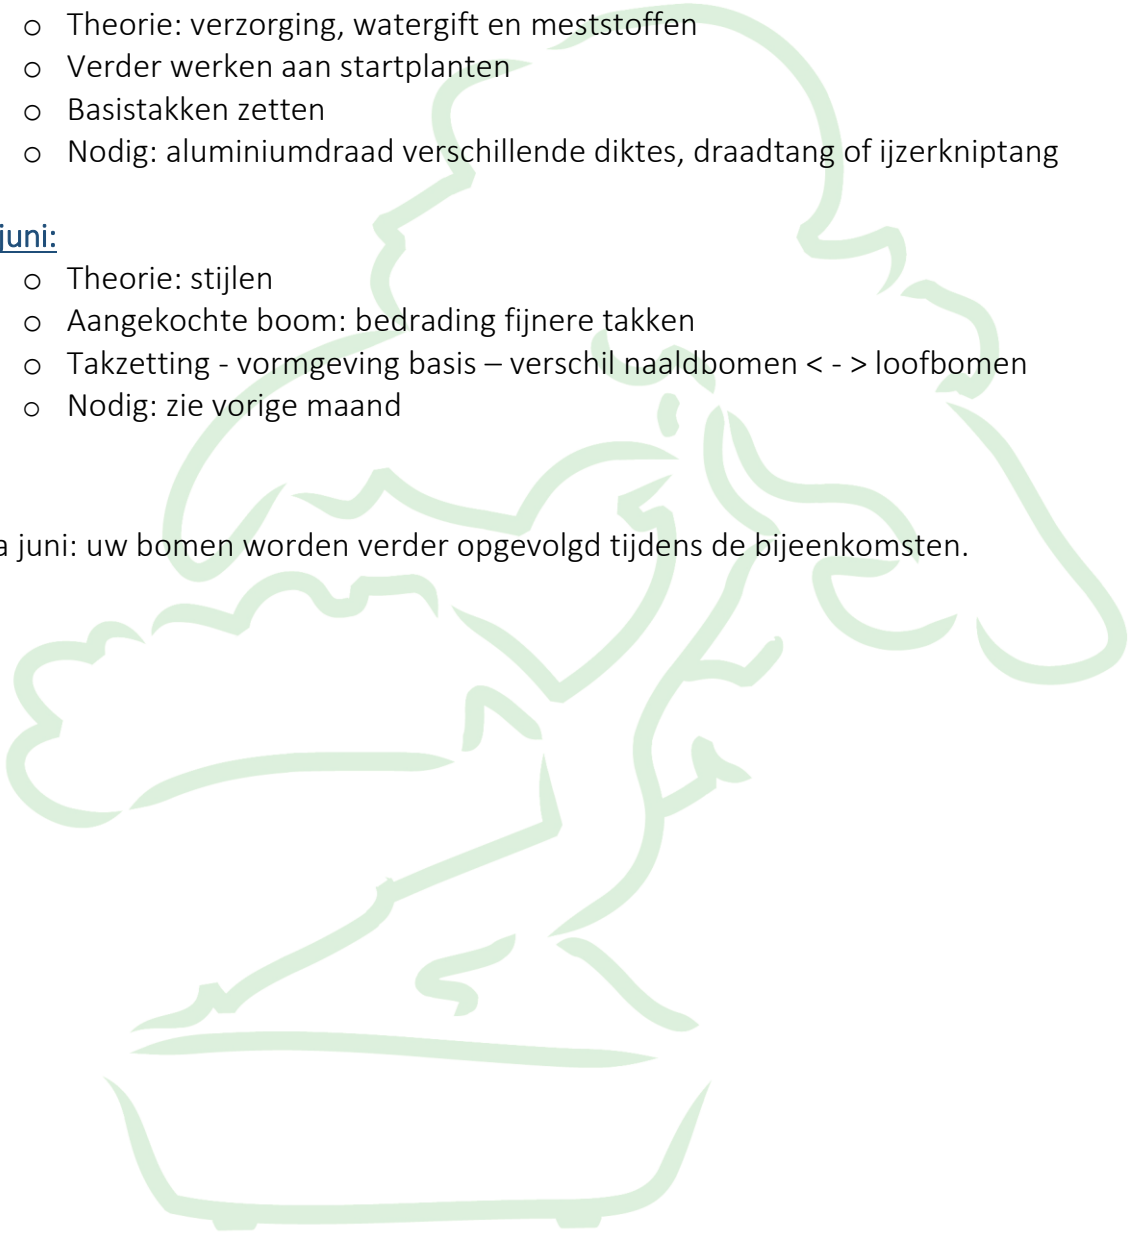 o Theorie: verzorging, watergift en meststoffen
o Verder werken aan startplanten
o Basistakken zetten
o Nodig: aluminiumdraad verschillende diktes, draadtang of ijzerkniptang
juni:
o Theorie: stijlen
o Aangekochte boom: bedrading fijnere takken
o Takzetting - vormgeving basis – verschil naaldbomen < - > loofbomen
o Nodig: zie vorige maand
a juni: uw bomen worden verder opgevolgd tijdens de bijeenkomsten.